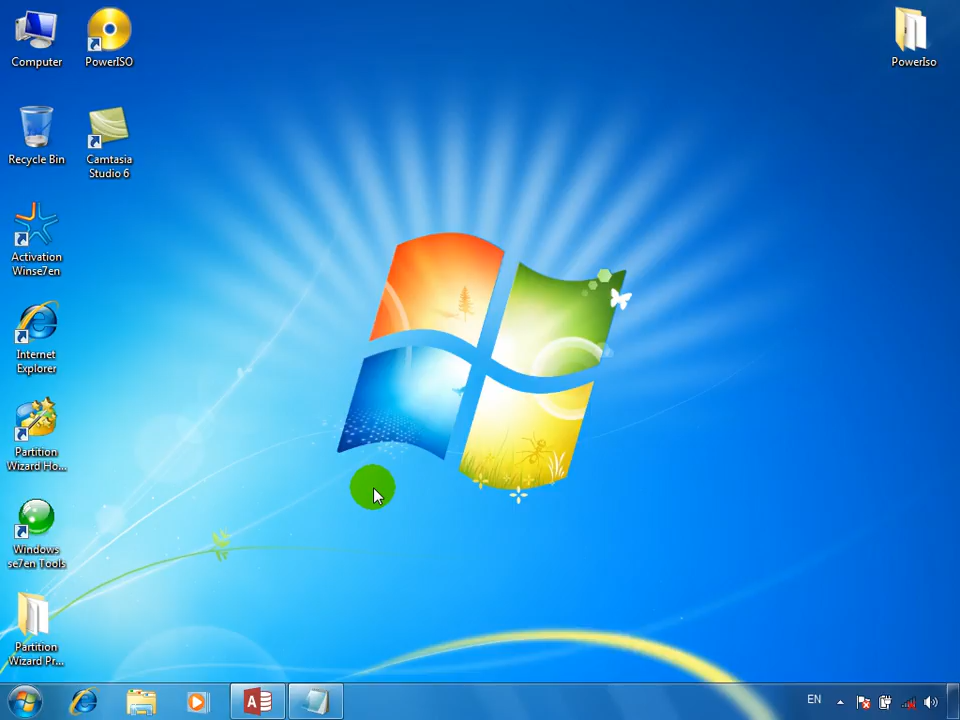 Computer
PowerISO
PowerIso
Recycle Bin
Camtasia
Studio 6
Activation
Winse7en
Internet
Explorer
Partition
Wizard Ho...
Windows
se7en Tools
Partition
Wizard Pr...
A
EN